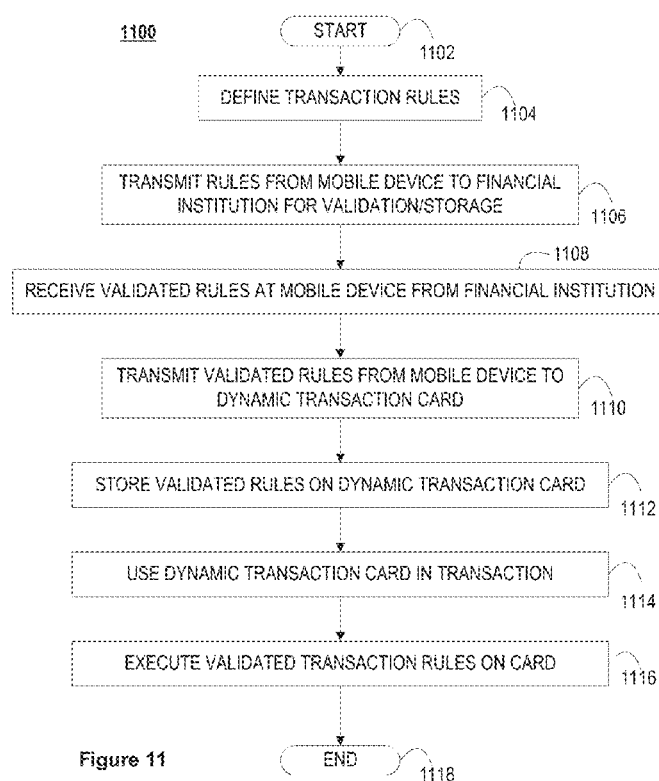 1100
START
1102
DEFINE TRANSACTION RULES
1104
TRANSMIT RULES FROM MOBILE DEVICE TO FINANCIAL
INSTITUTION FOR VALIDATION/STORAGE
1106
1108
RECEIVE VALIDATED RULES AT MOBILE DEVICE FROM FINANCIAL INSTITUTION
TRANSMIT VALIDATED RULES FROM MOBILE DEVICE TO
DYNAMIC TRANSACTION CARD
1110
STORE VALIDATED RULES ON DYNAMIC TRANSACTION CARD
1112
USE DYNAMIC TRANSACTION CARD IN TRANSACTION
1114
EXECUTE VALIDATED TRANSACTION RULES ON CARD
1116
Figure 11
END
1118